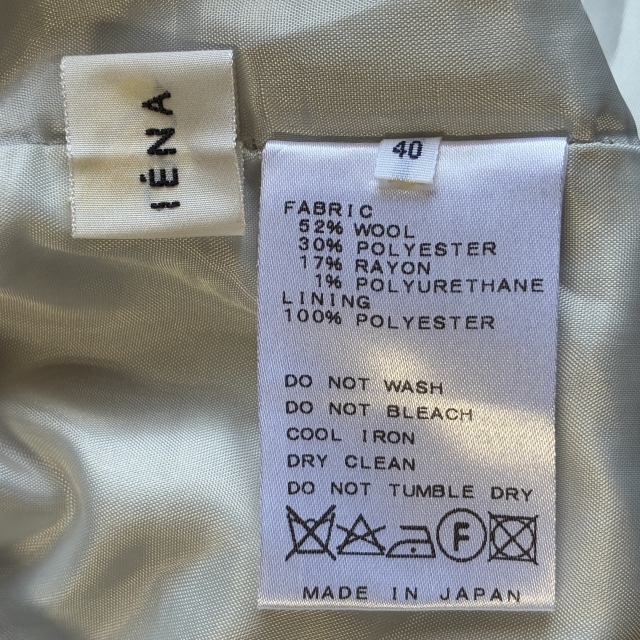 IÉNA
40
FABRIC
52% WOOL
30% POLYESTER
17% RAYON
1% POLYURETHANE
LINING
100% POLYESTER
DO NOT WASH
DO NOT BLEACH
COOL IRON
DRY CLEAN
DO NOT TUMBLE DRY
F
MADE IN JAPAN